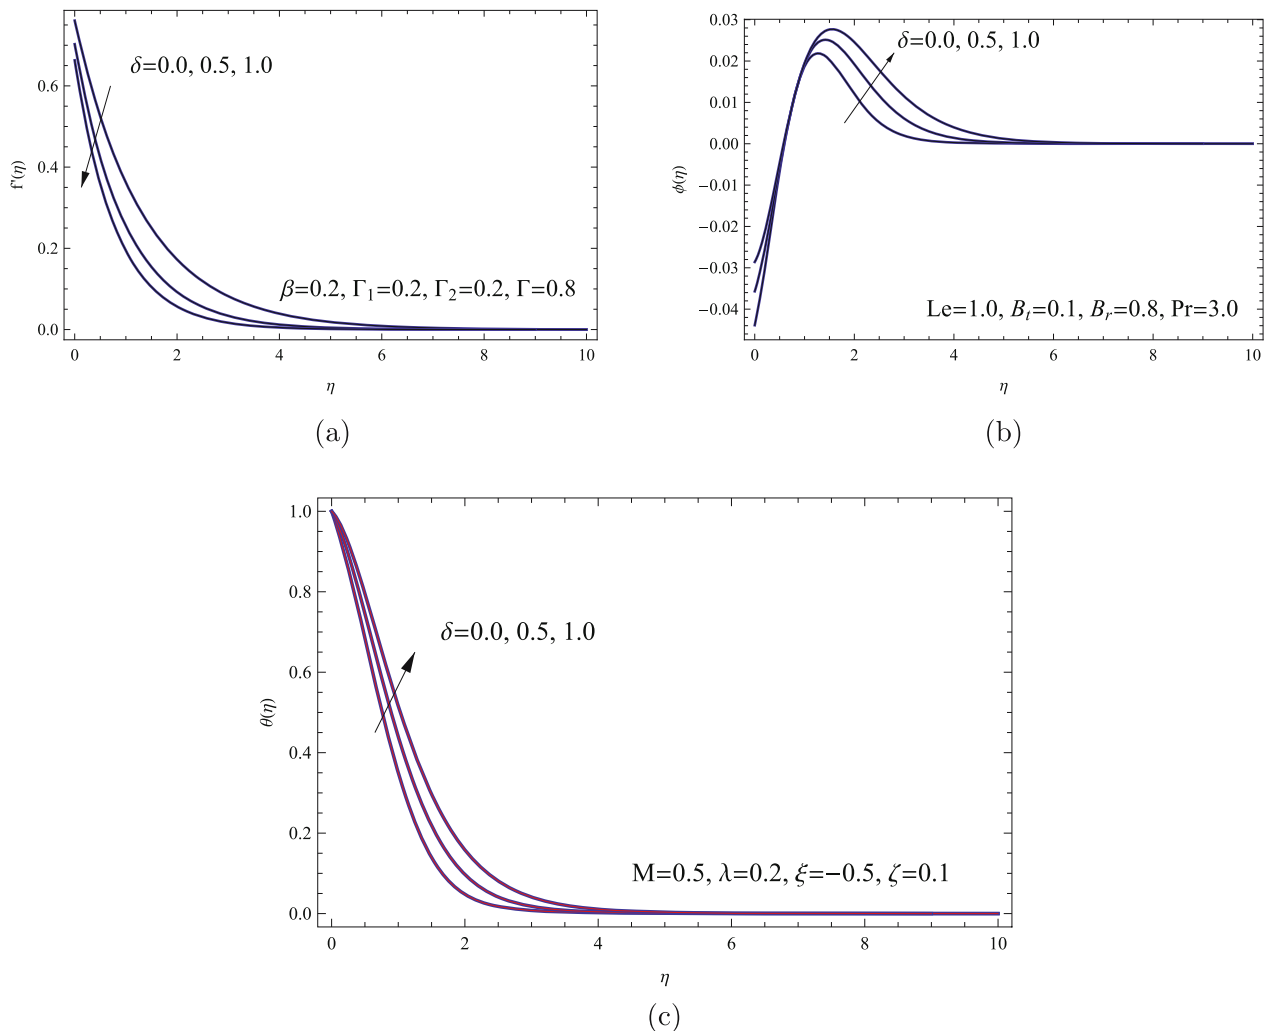 f'(η)
0.6
0.4
0.2
0.0
δ=0.0, 0.5, 1.0
β=0.2, Γ₁=0.2, Γ₂=0.2, Γ=0.8
0 2 4 6 8 10
η
(a)
ϕ(η)
0.03
0.02
0.01
0.00
−0.01
−0.02
−0.03
−0.04
δ=0.0, 0.5, 1.0
Le=1.0, Bₜ=0.1, Bᵣ=0.8, Pr=3.0
0 2 4 6 8 10
η
(b)
θ(η)
1.0
0.8
0.6
0.4
0.2
0.0
δ=0.0, 0.5, 1.0
M=0.5, λ=0.2, ξ=−0.5, ζ=0.1
0 2 4 6 8 10
η
(c)